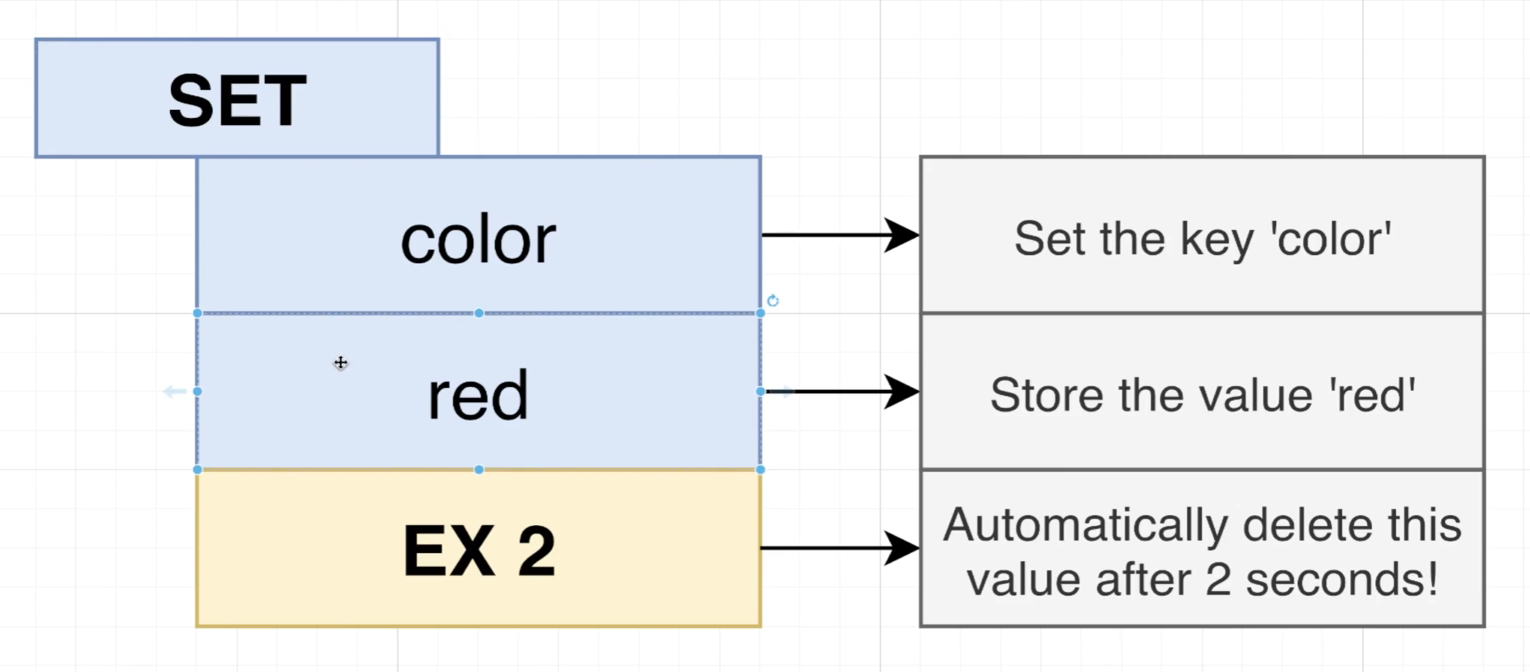 SET
color
Set the key 'color'
red
Store the value 'red'
EX 2
Automatically delete this
value after 2 seconds!